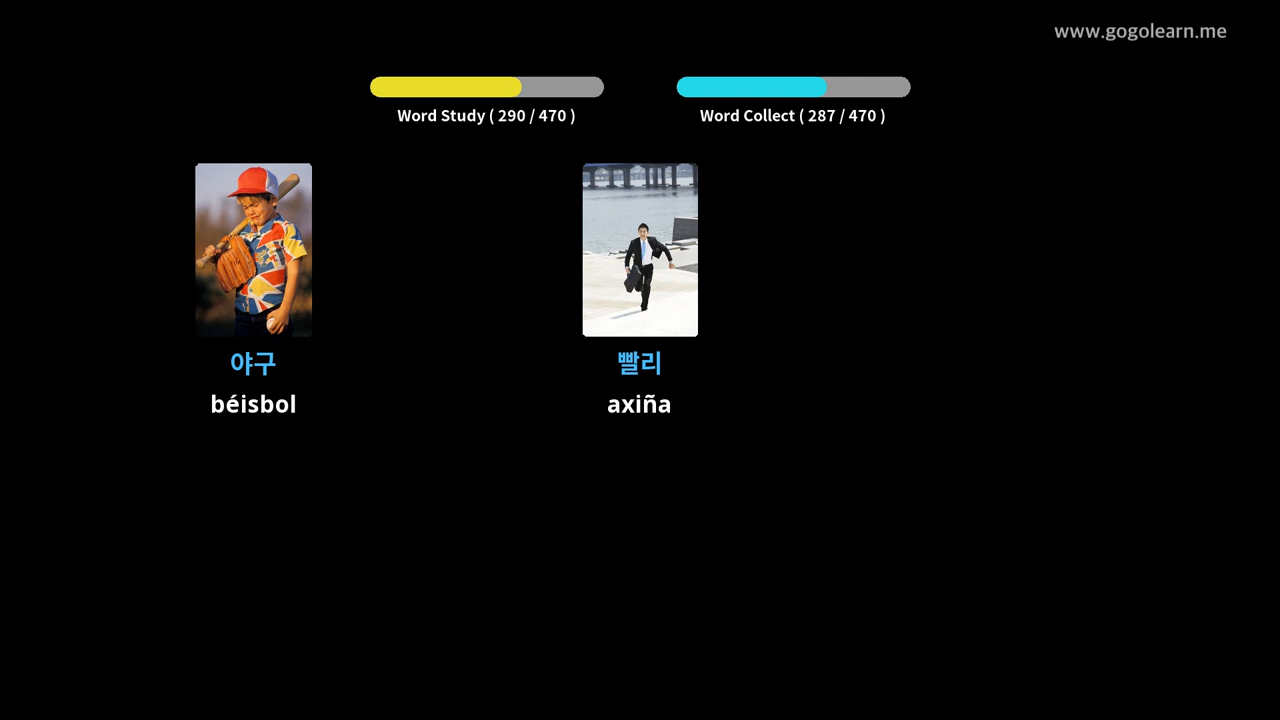 www.gogolearn.me
Word Study ( 290 / 470 )
Word Collect ( 287 / 470 )
야구
빨리
béisbol
axiña